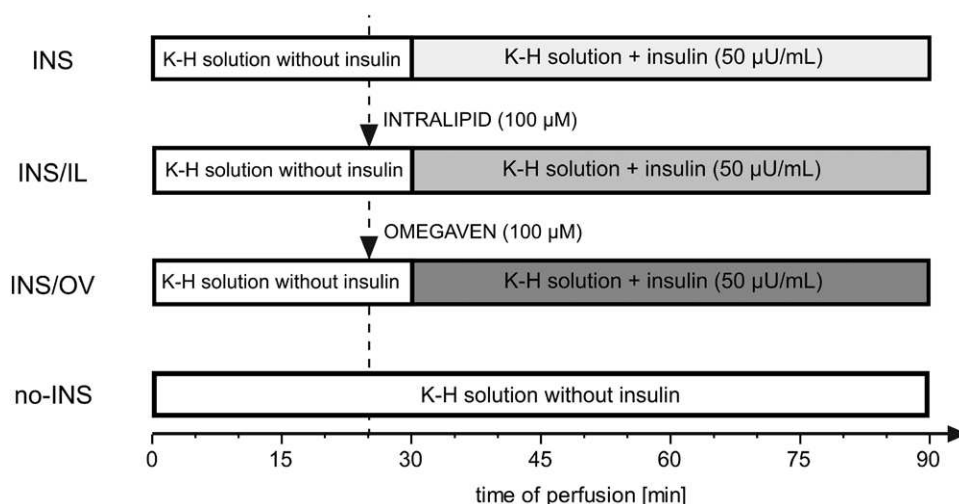 INS
K-H solution without insulin
K-H solution + insulin (50 µU/mL)
INTRALIPID (100 µM)
INS/IL
K-H solution without insulin
K-H solution + insulin (50 µU/mL)
OMEGAVEN (100 µM)
INS/OV
K-H solution without insulin
K-H solution + insulin (50 µU/mL)
no-INS
K-H solution without insulin
0 15 30 45 60 75 90
time of perfusion [min]